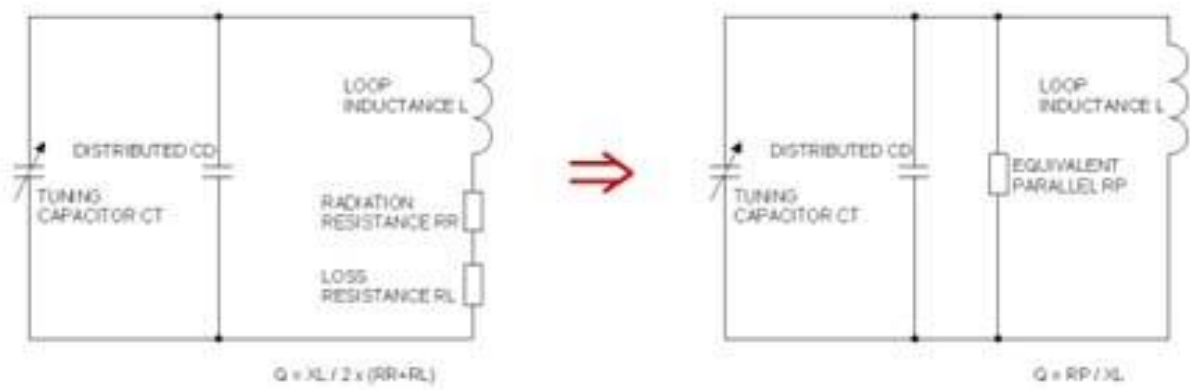 LOOP
INDUCTANCE L
DISTRIBUTED CD
TUNING
CAPACITOR CT
RADIATION
RESISTANCE RR
LOSS
RESISTANCE RL
Q = XL / 2 x (RR+RL)
LOOP
INDUCTANCE L
DISTRIBUTED CD
TUNING
CAPACITOR CT
EQUIVALENT
PARALLEL RP
Q = RP / XL